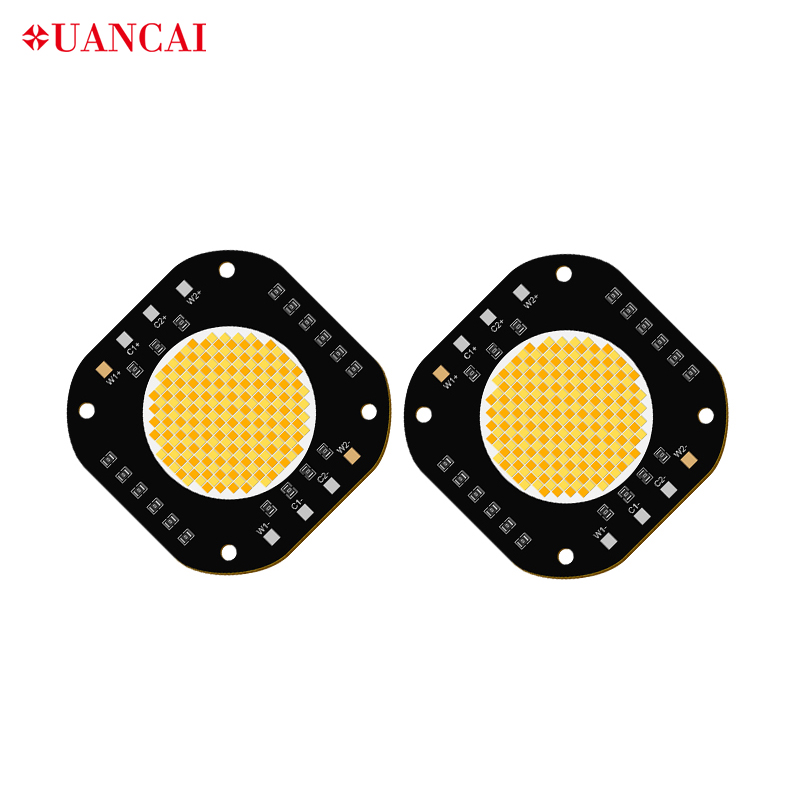 UANCAI
W2+
C2+
C1+
W1+
W2-
C2-
C1-
W1-
W2+
C2+
C1+
W1+
W2-
C2-
C1-
W1-